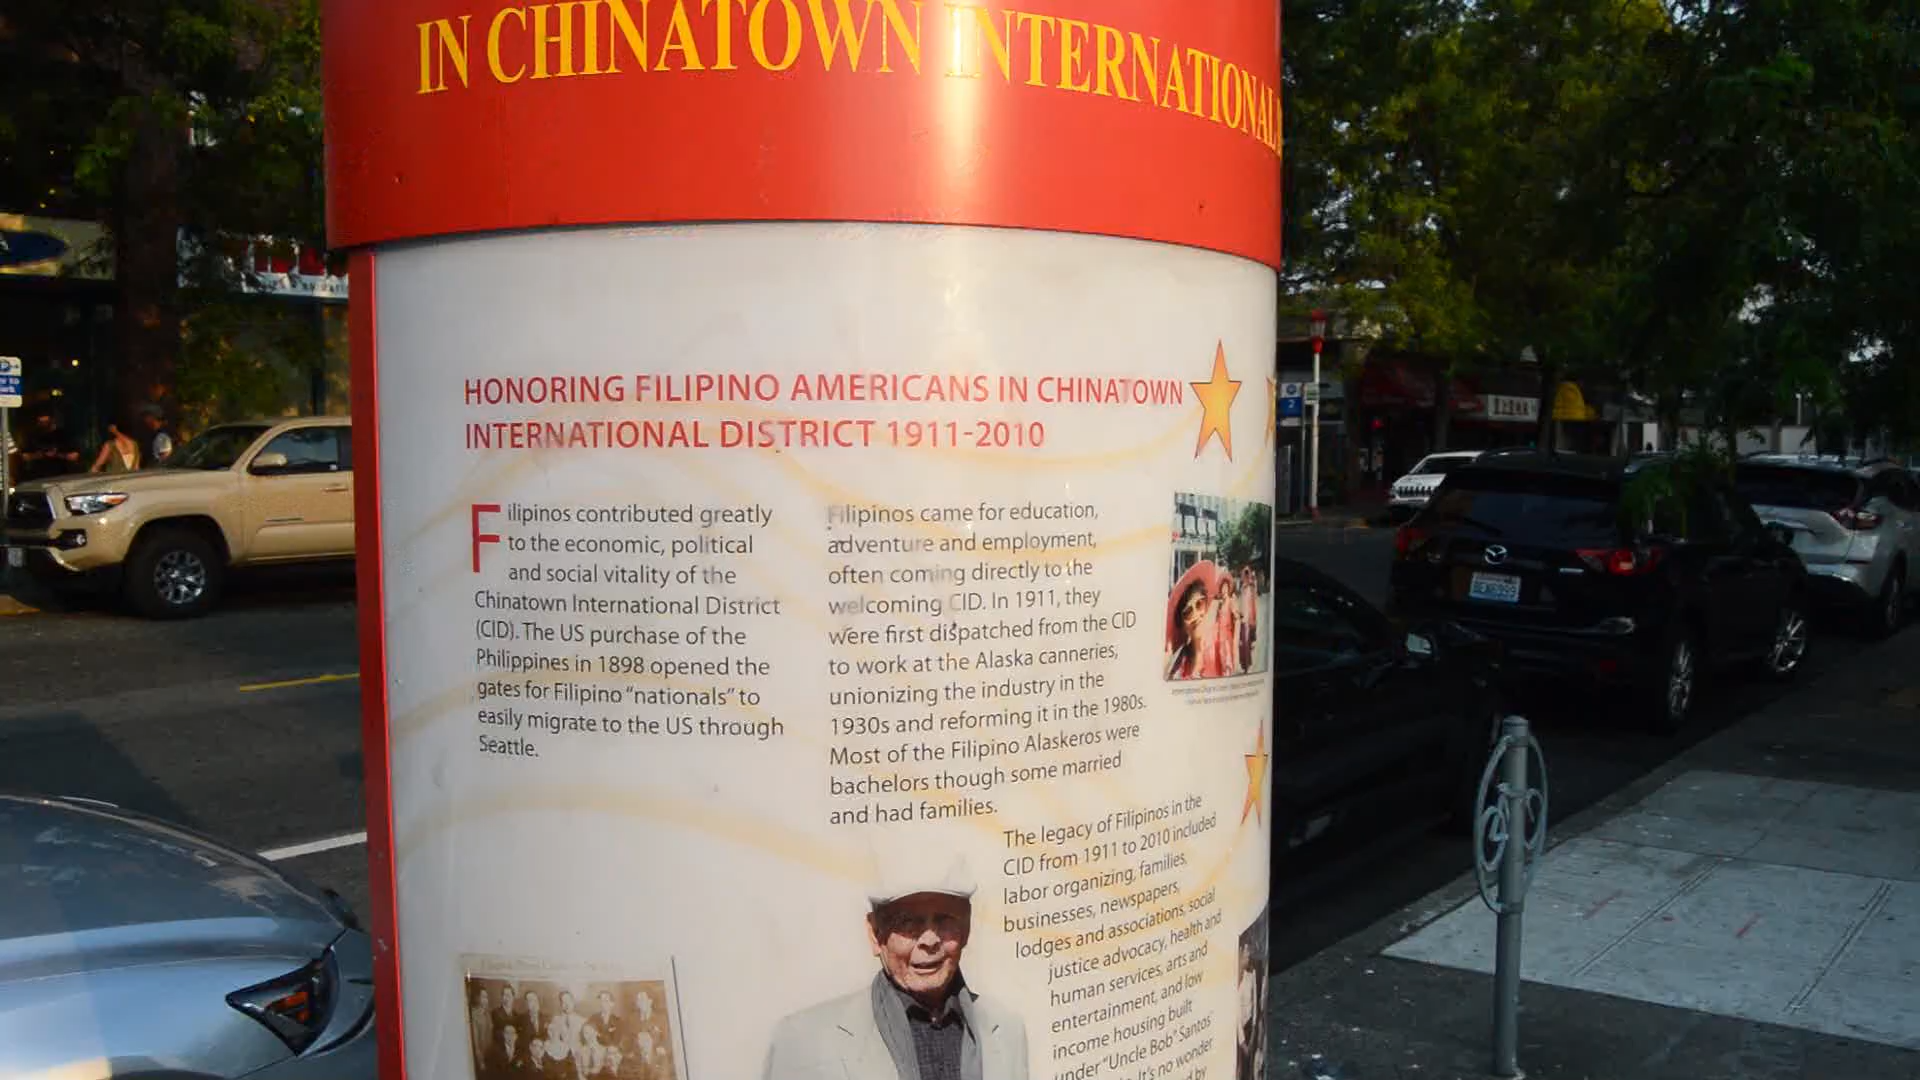 IN CHINATOWN INTERNATIONAL
HONORING FILIPINO AMERICANS IN CHINATOWN
INTERNATIONAL DISTRICT 1911-2010
Filipinos contributed greatly
to the economic, political
and social vitality of the
Chinatown International District
(CID). The US purchase of the
Philippines in 1898 opened the
gates for Filipino "nationals" to
easily migrate to the US through
Seattle.
Filipinos came for education,
adventure and employment,
often coming directly to the
welcoming CID. In 1911, they
were first dispatched from the CID
to work at the Alaska canneries,
unionizing the industry in the
1930s and reforming it in the 1980s.
Most of the Filipino Alaskeros were
bachelors though some married
and had families.
The legacy of Filipinos in the
CID from 1911 to 2010 included
labor organizing, families,
businesses, newspapers,
lodges and associations, social
justice advocacy, health and
human services, arts and
entertainment, and low
income housing built
under "Uncle Bob" Santos'
It's no wonder
by